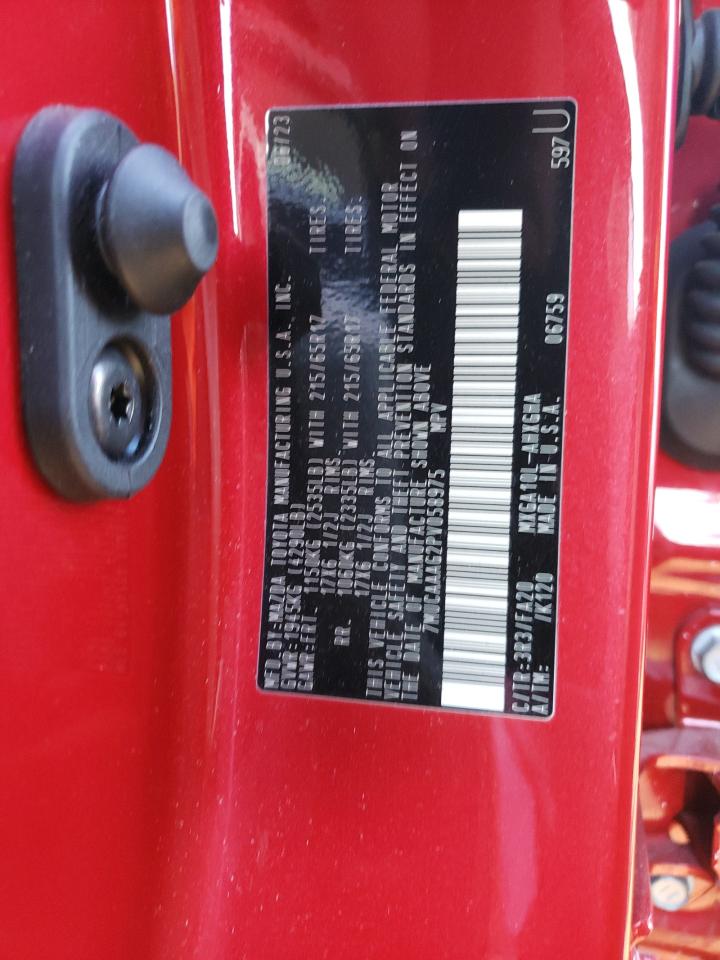 MFD BY:MAZDA TOYOTA MANUFACTURING U.S.A., INC. /23
GVWR:1945KG (4290LB)
GAWR:FRT. 1150KG (2535LB) WITH 215/65R17 TIRES
17X6 1/2J RIMS.
RR. 1060KG (2335LB) WITH 215/65R17 TIRES.
17X6 1/2J RIMS.
THIS VEHICLE CONFORMS TO ALL APPLICABLE FEDERAL MOTOR
VEHICLE SAFETY AND THEFT PREVENTION STANDARDS IN EFFECT ON
THE DATE OF MANUFACTURE SHOWN ABOVE
7MUCAAAG2PV058975 MPV
C/TR:3R3/FA20 MXGA10L-AHXGHA 06759 597U
A/TM: /K120 MADE IN U.S.A.